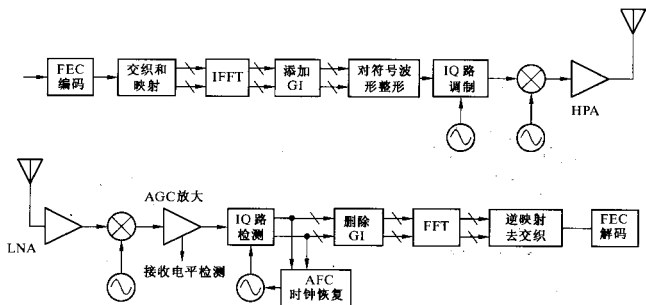 FEC
编码
交织和
映射
IFFT
添加
GI
对符号波
形整形
IQ路
调制
HPA
LNA
AGC放大
接收电平检测
IQ路
检测
AFC
时钟恢复
删除
GI
FFT
逆映射
去交织
FEC
解码